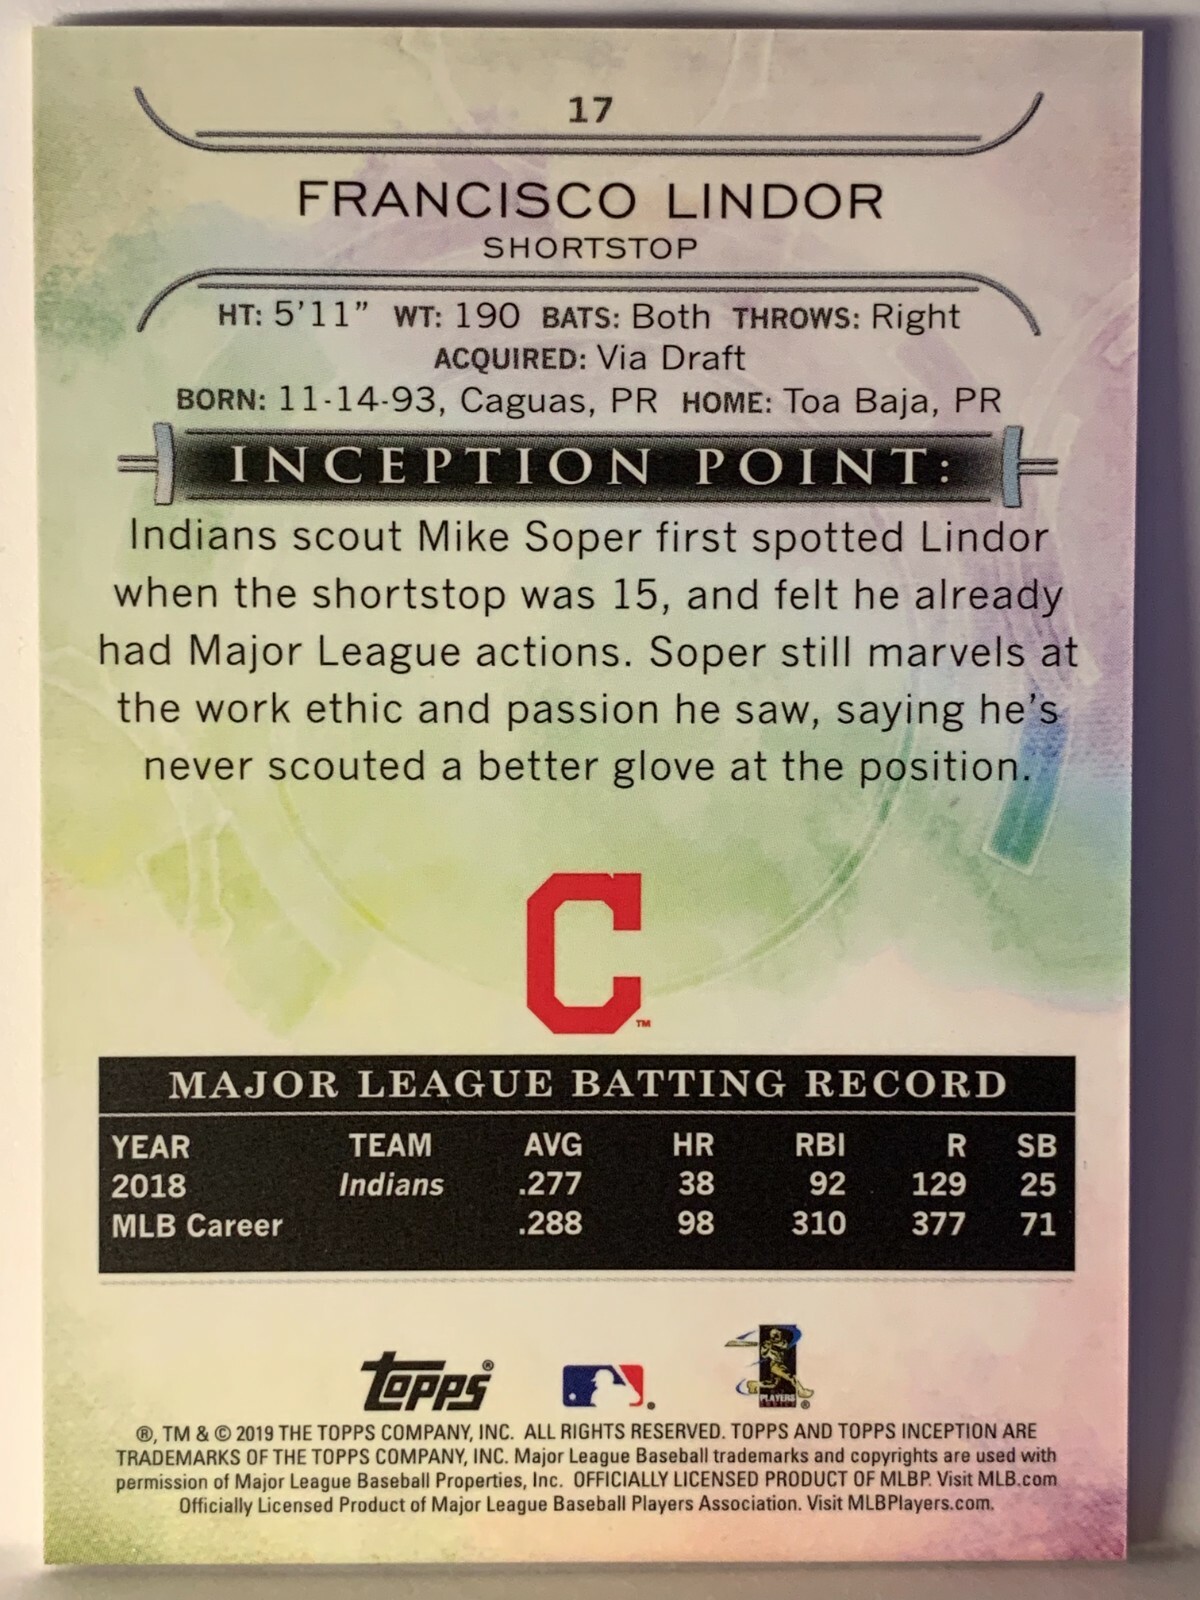 17
FRANCISCO LINDOR
SHORTSTOP
HT: 5'11" WT: 190 BATS: Both THROWS: Right
ACQUIRED: Via Draft
BORN: 11-14-93, Caguas, PR HOME: Toa Baja, PR
INCEPTION POINT:
Indians scout Mike Soper first spotted Lindor
when the shortstop was 15, and felt he already
had Major League actions. Soper still marvels at
the work ethic and passion he saw, saying he's
never scouted a better glove at the position.
C™
MAJOR LEAGUE BATTING RECORD
YEAR TEAM AVG HR RBI R SB
2018 Indians .277 38 92 129 25
MLB Career .288 98 310 377 71
topps® ® PLAYERS ®
®, TM & © 2019 THE TOPPS COMPANY, INC. ALL RIGHTS RESERVED. TOPPS AND TOPPS INCEPTION ARE
TRADEMARKS OF THE TOPPS COMPANY, INC. Major League Baseball trademarks and copyrights are used with
permission of Major League Baseball Properties, Inc. OFFICIALLY LICENSED PRODUCT OF MLBP. Visit MLB.com
Officially Licensed Product of Major League Baseball Players Association. Visit MLBPlayers.com.